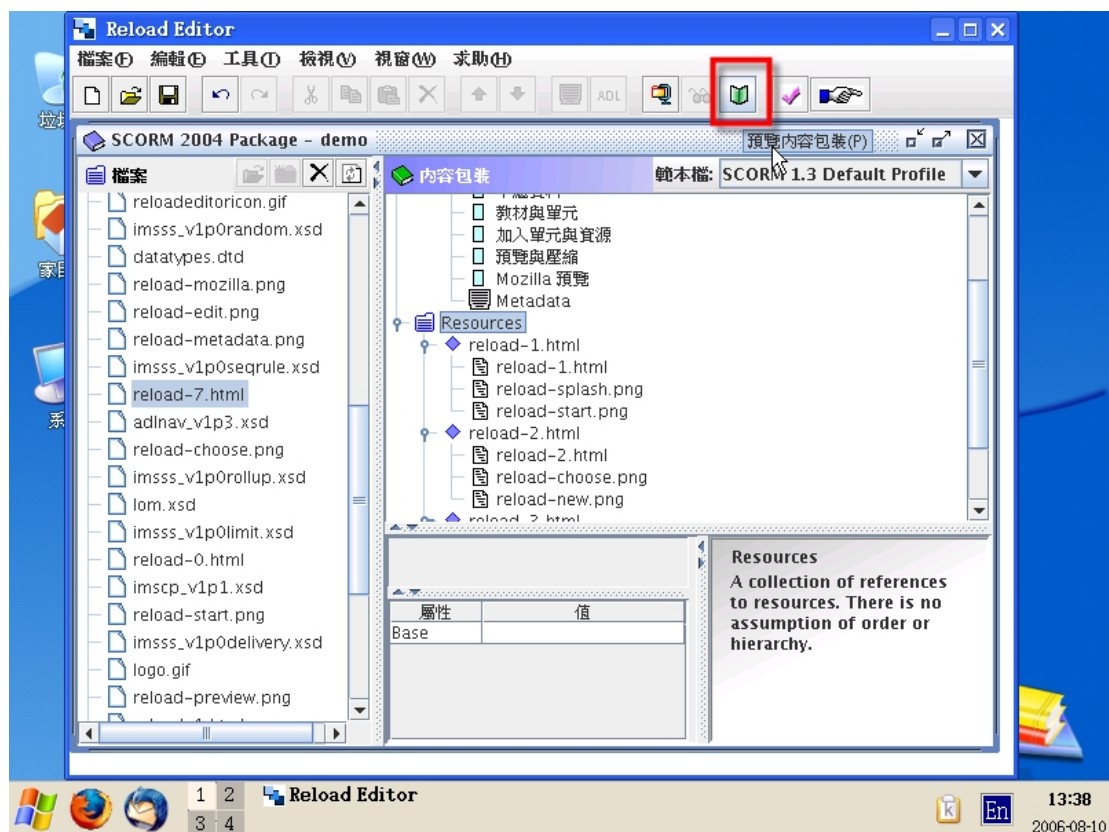 Reload Editor
檔案(F) 編輯(E) 工具(T) 檢視(V) 視窗(W) 求助(H)
ADL
SCORM 2004 Package - demo
預覽內容包裝(P)
檔案
內容包裝
範本檔: SCORM 1.3 Default Profile
reloadeditoricon.gif
imsss_v1p0random.xsd
datatypes.dtd
reload-mozilla.png
reload-edit.png
reload-metadata.png
imsss_v1p0seqrule.xsd
reload-7.html
adlnav_v1p3.xsd
reload-choose.png
imsss_v1p0rollup.xsd
lom.xsd
imsss_v1p0limit.xsd
reload-0.html
imscp_v1p1.xsd
reload-start.png
imsss_v1p0delivery.xsd
logo.gif
reload-preview.png
教材與單元
加入單元與資源
預覽與壓縮
Mozilla 預覽
Metadata
Resources
reload-1.html
reload-1.html
reload-splash.png
reload-start.png
reload-2.html
reload-2.html
reload-choose.png
reload-new.png
reload-3.html
屬性 值
Base
Resources
A collection of references
to resources. There is no
assumption of order or
hierarchy.
1 2
3 4
Reload Editor
En
13:38
2006-08-10